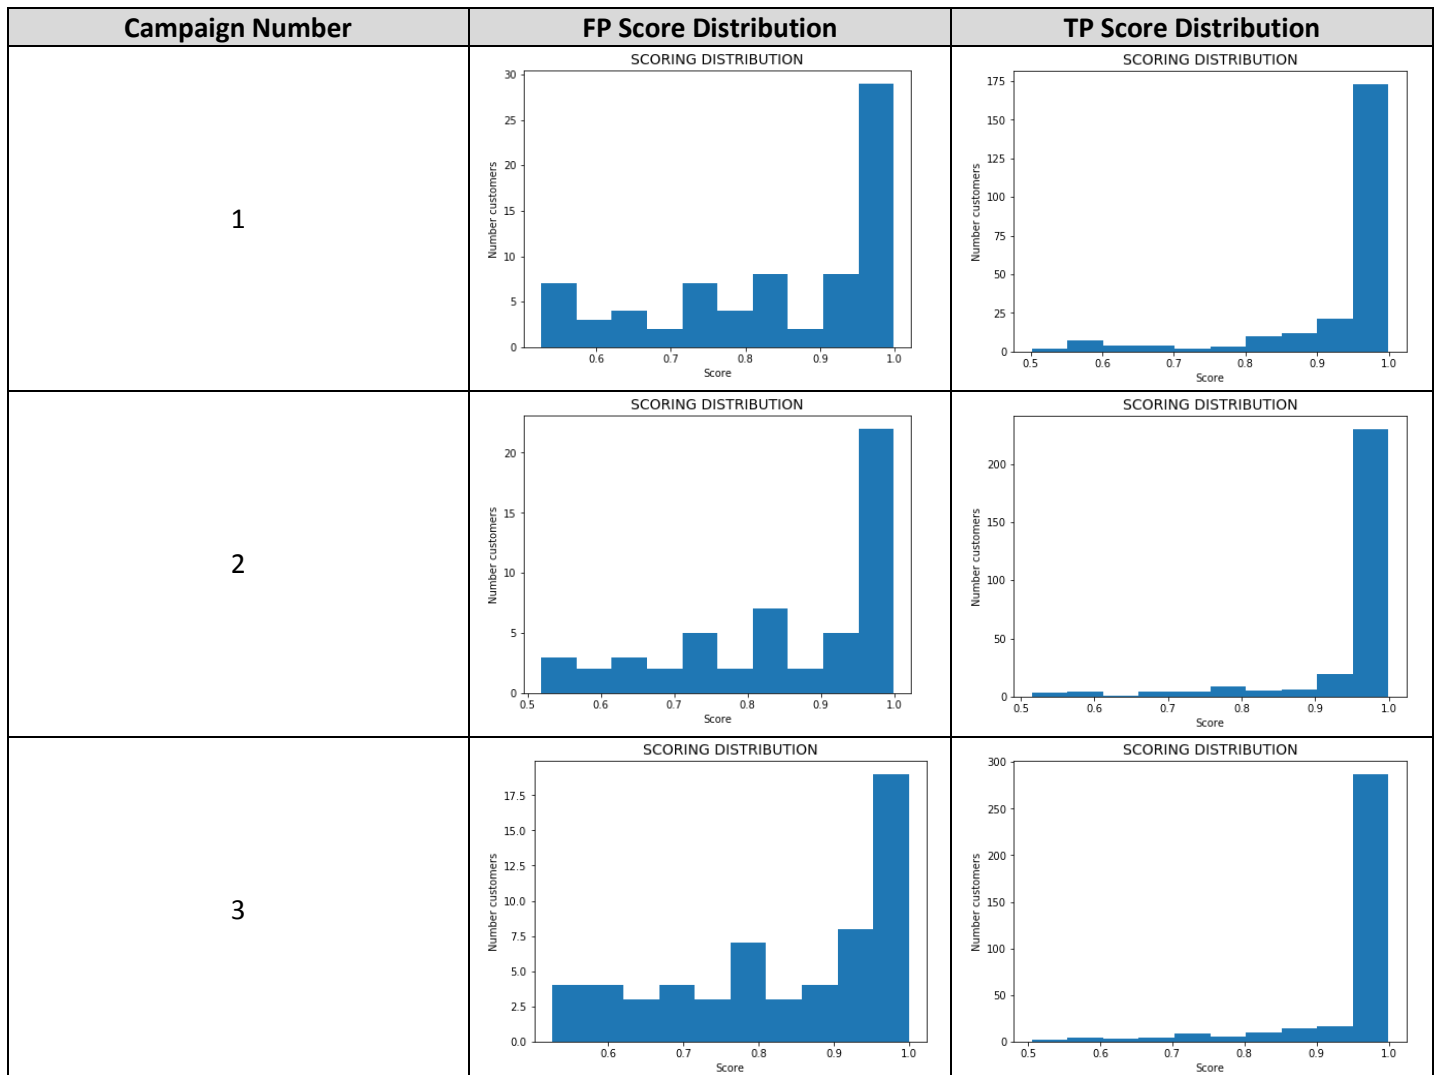 Campaign Number FP Score Distribution TP Score Distribution
1
SCORING DISTRIBUTION
Number customers
30
25
20
15
10
5
0
0.6 0.7 0.8 0.9 1.0
Score
SCORING DISTRIBUTION
Number customers
175
150
125
100
75
50
25
0
0.5 0.6 0.7 0.8 0.9 1.0
Score
2
SCORING DISTRIBUTION
Number customers
20
15
10
5
0
0.5 0.6 0.7 0.8 0.9 1.0
Score
SCORING DISTRIBUTION
Number customers
200
150
100
50
0
0.5 0.6 0.7 0.8 0.9 1.0
Score
3
SCORING DISTRIBUTION
Number customers
17.5
15.0
12.5
10.0
7.5
5.0
2.5
0.0
0.6 0.7 0.8 0.9 1.0
Score
SCORING DISTRIBUTION
Number customers
300
250
200
150
100
50
0
0.5 0.6 0.7 0.8 0.9 1.0
Score